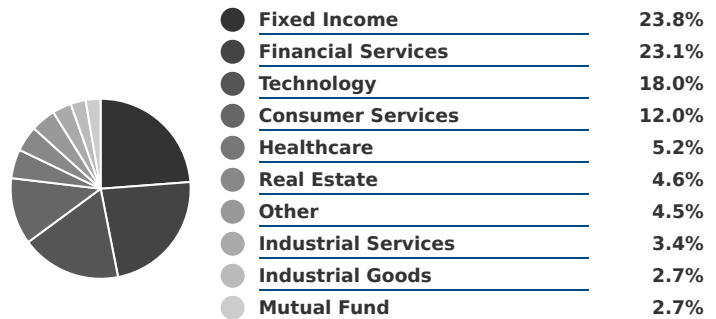 Fixed Income 23.8%
Financial Services 23.1%
Technology 18.0%
Consumer Services 12.0%
Healthcare 5.2%
Real Estate 4.6%
Other 4.5%
Industrial Services 3.4%
Industrial Goods 2.7%
Mutual Fund 2.7%